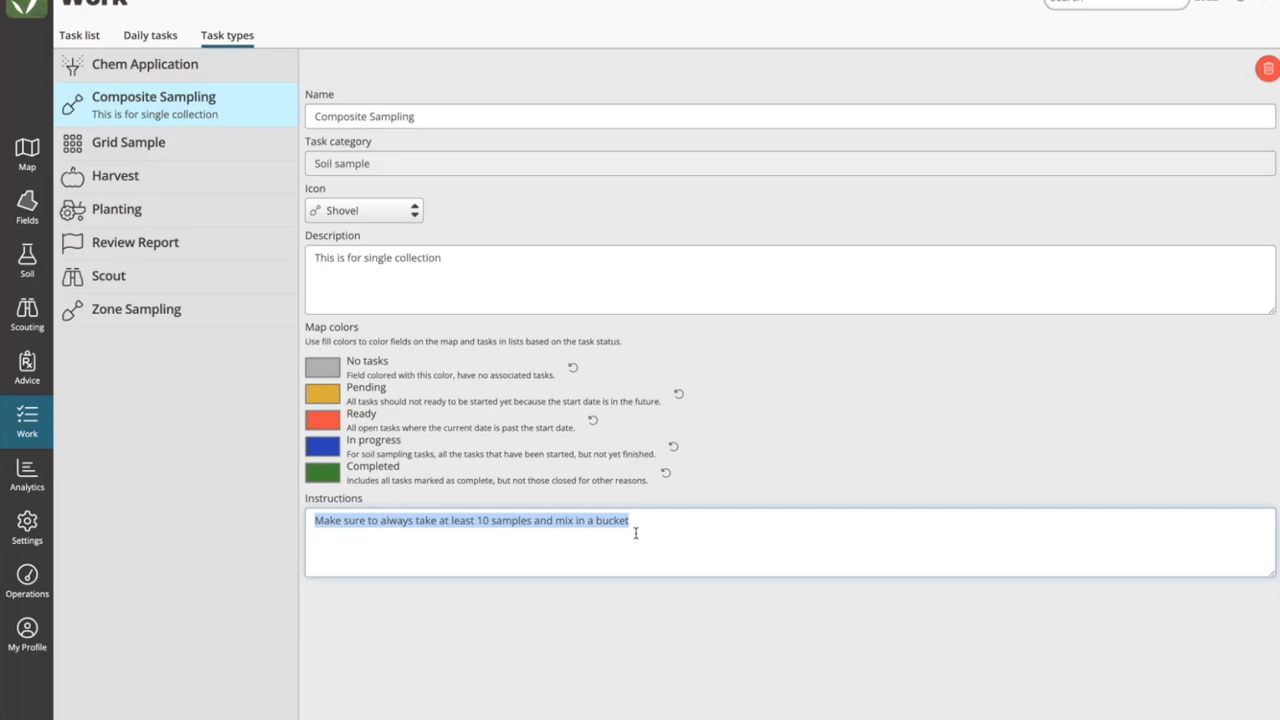 Work
Task list
Daily tasks
Task types
Map
Fields
Soil
Scouting
Advice
Work
Analytics
Settings
Operations
My Profile
Chem Application
Composite Sampling
This is for single collection
Grid Sample
Harvest
Planting
Review Report
Scout
Zone Sampling
Name
Composite Sampling
Task category
Soil sample
Icon
Shovel
Description
This is for single collection
Map colors
Use fill colors to color fields on the map and tasks in lists based on the task status.
No tasks
Field colored with this color, have no associated tasks.
Pending
All tasks should not ready to be started yet because the start date is in the future.
Ready
All open tasks where the current date is past the start date.
In progress
For soil sampling tasks, all the tasks that have been started, but not yet finished.
Completed
Includes all tasks marked as complete, but not those closed for other reasons.
Instructions
Make sure to always take at least 10 samples and mix in a bucket